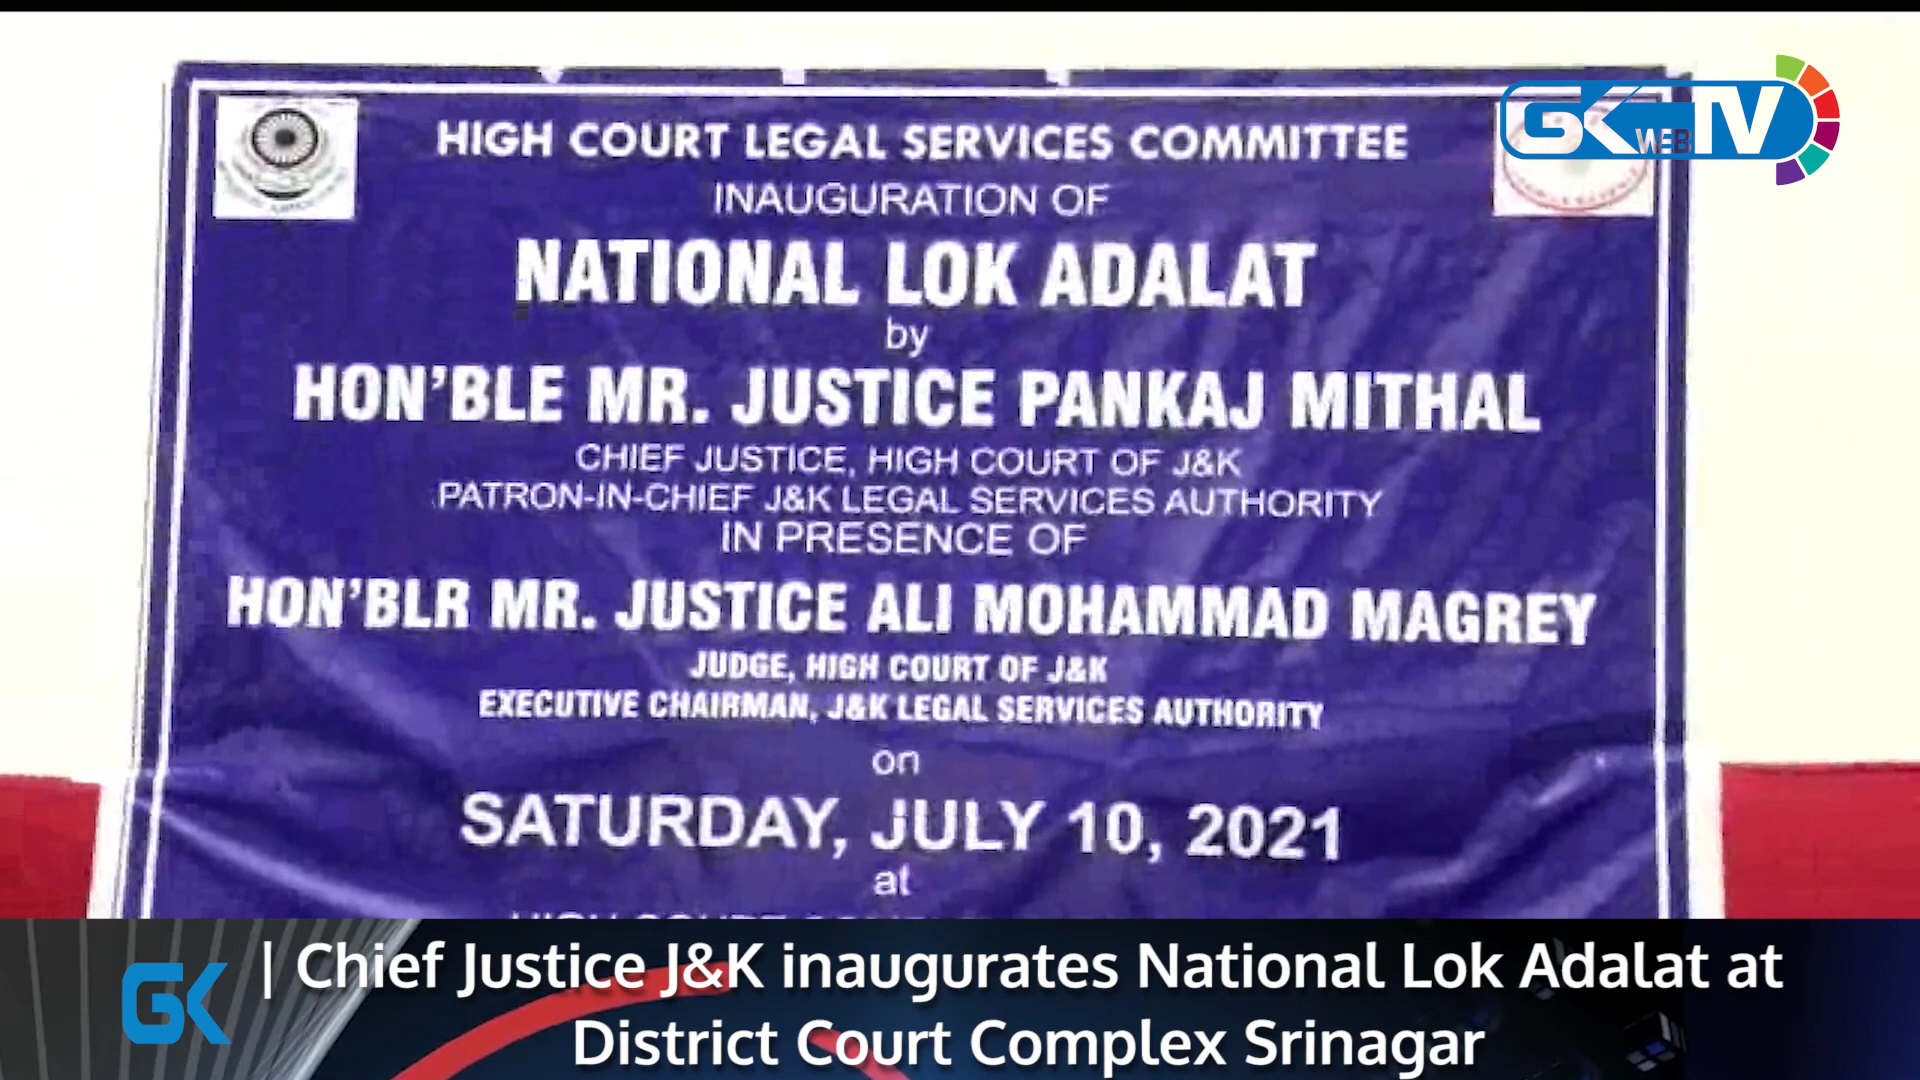 GK WEB TV
HIGH COURT LEGAL SERVICES COMMITTEE
INAUGURATION OF
NATIONAL LOK ADALAT
by
HON'BLE MR. JUSTICE PANKAJ MITHAL
CHIEF JUSTICE, HIGH COURT OF J&K
PATRON-IN-CHIEF J&K LEGAL SERVICES AUTHORITY
IN PRESENCE OF
HON'BLR MR. JUSTICE ALI MOHAMMAD MAGREY
JUDGE, HIGH COURT OF J&K
EXECUTIVE CHAIRMAN, J&K LEGAL SERVICES AUTHORITY
on
SATURDAY, JULY 10, 2021
at
HIGH COURT
GK
| Chief Justice J&K inaugurates National Lok Adalat at
District Court Complex Srinagar